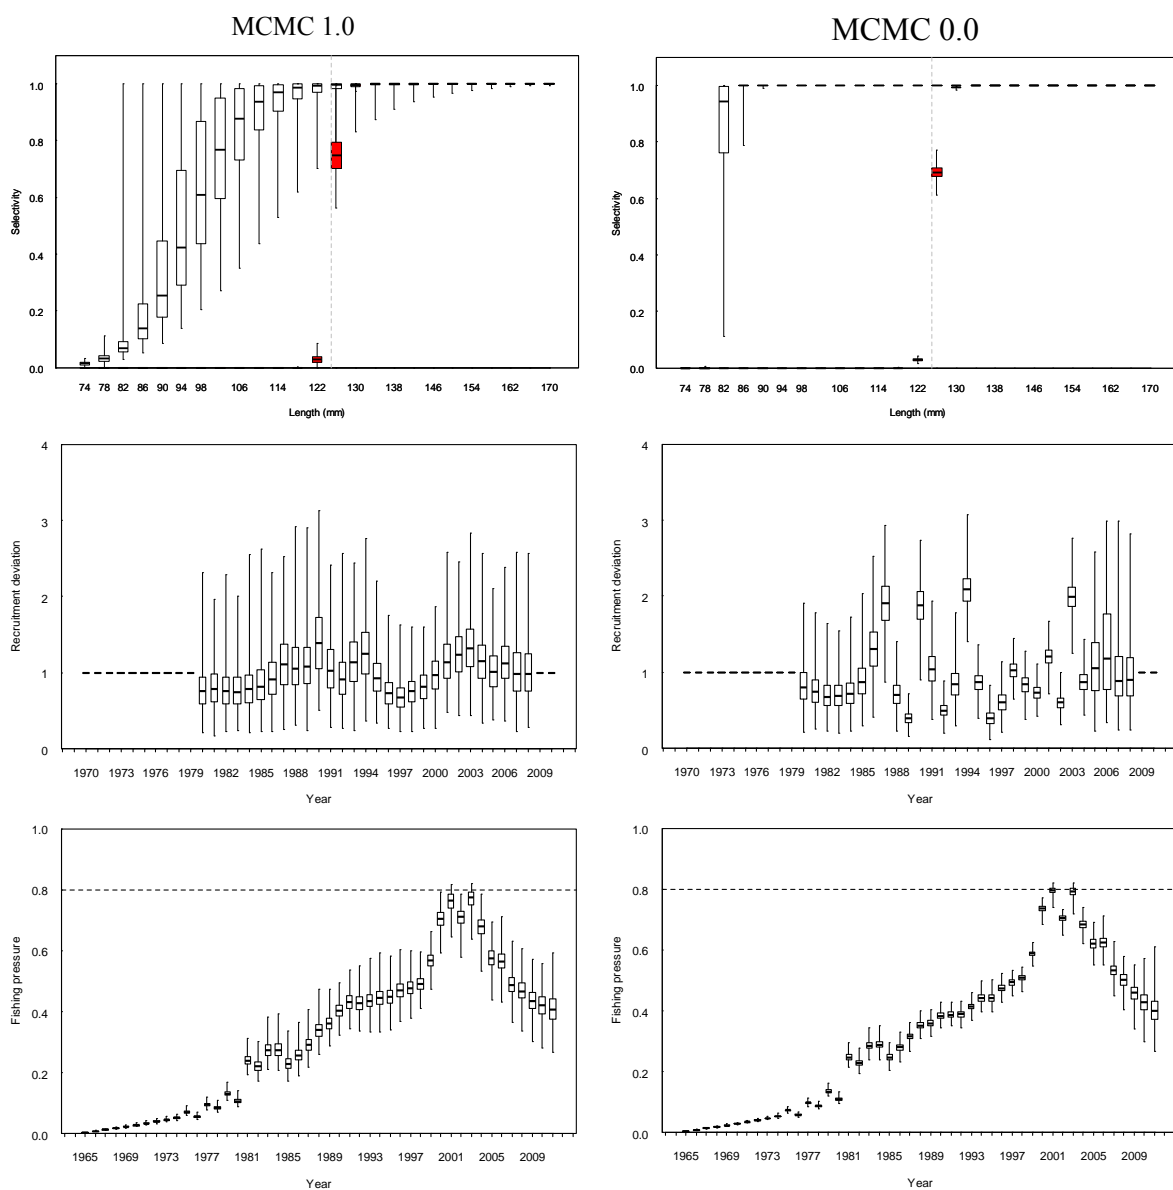 MCMC 1.0
MCMC 0.0
1.0
0.8
0.6
0.4
0.2
0.0
Selectivity
74 78 82 86 90 94 98 106 114 122 130 138 146 154 162 170
Length (mm)
1.0
0.8
0.6
0.4
0.2
0.0
Selectivity
74 78 82 86 90 94 98 106 114 122 130 138 146 154 162 170
Length (mm)
4
3
2
1
0
Recruitment deviation
1970 1973 1976 1979 1982 1985 1988 1991 1994 1997 2000 2003 2006 2009
Year
4
3
2
1
0
Recruitment deviation
1970 1973 1976 1979 1982 1985 1988 1991 1994 1997 2000 2003 2006 2009
Year
1.0
0.8
0.6
0.4
0.2
0.0
Fishing pressure
1965 1969 1973 1977 1981 1985 1989 1993 1997 2001 2005 2009
Year
1.0
0.8
0.6
0.4
0.2
0.0
Fishing pressure
1965 1969 1973 1977 1981 1985 1989 1993 1997 2001 2005 2009
Year